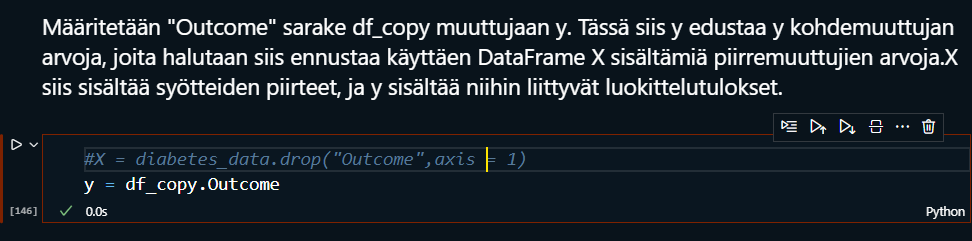 Määritetään "Outcome" sarake df_copy muuttujaan y. Tässä siis y edustaa y kohdemuuttujan
arvoja, joita halutaan siis ennustaa käyttäen DataFrame X sisältämiä piirremuuttujien arvoja.X
siis sisältää syötteiden piirteet, ja y sisältää niihin liittyvät luokittelutulokset.
#X = diabetes_data.drop("Outcome",axis = 1)
y = df_copy.Outcome
[146] 0.0s Python